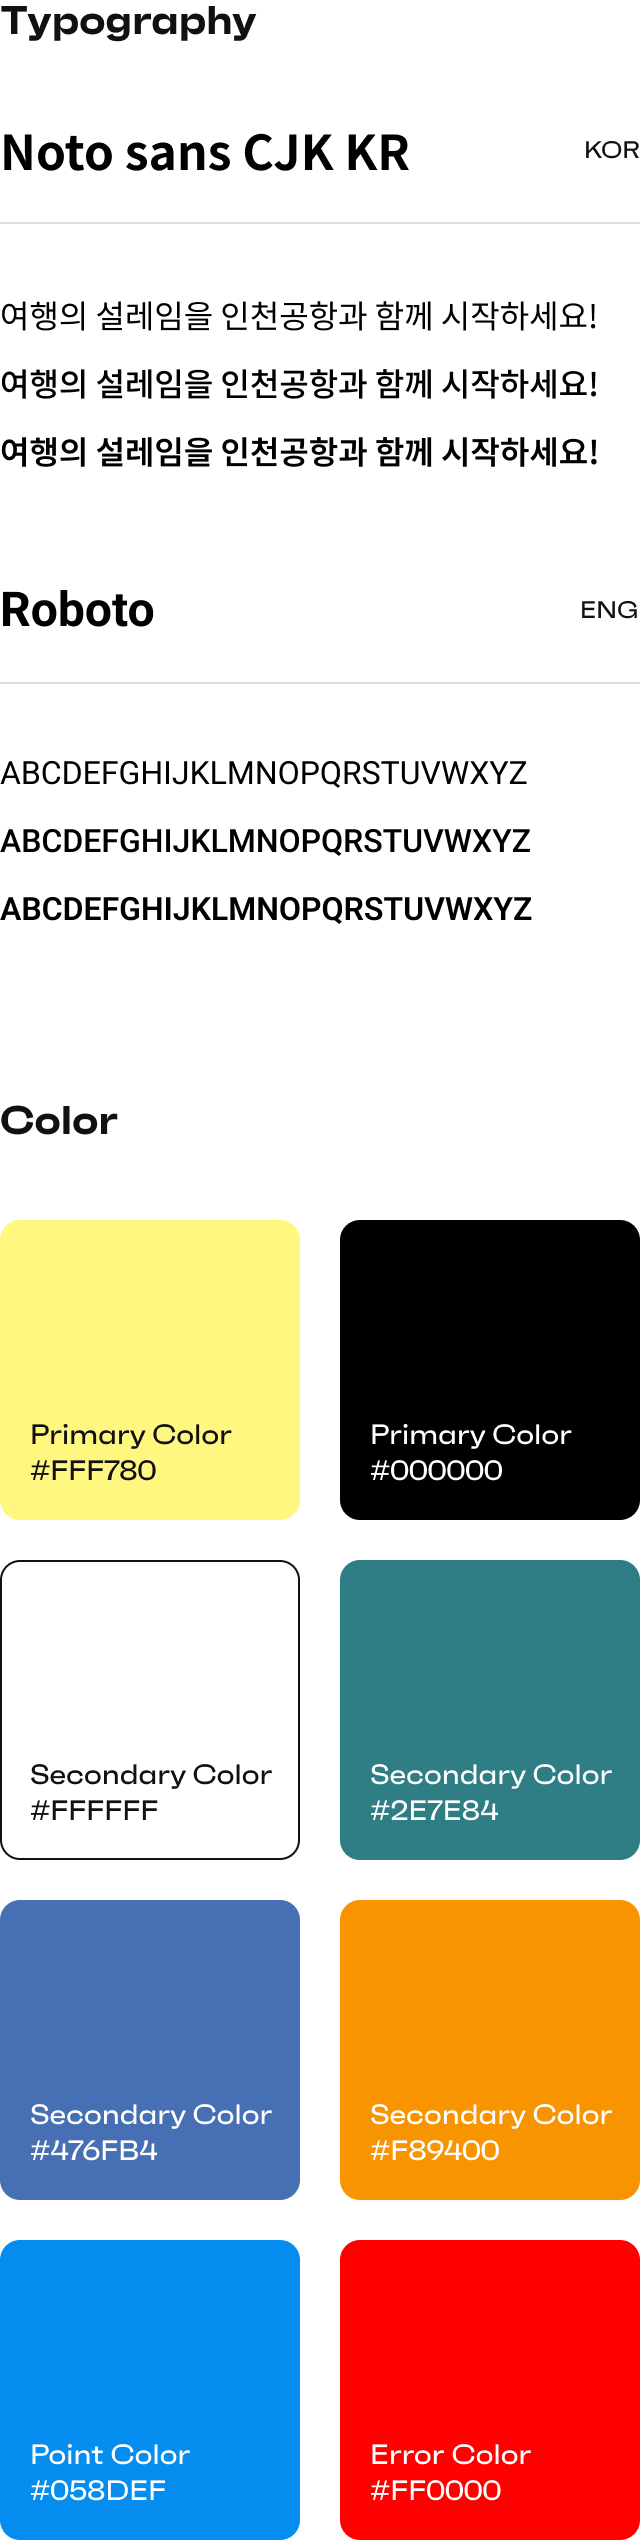 Typography
Noto sans CJK KR
KOR
여행의 설레임을 인천공항과 함께 시작하세요!
여행의 설레임을 인천공항과 함께 시작하세요!
여행의 설레임을 인천공항과 함께 시작하세요!
Roboto
ENG
ABCDEFGHIJKLMNOPQRSTUVWXYZ
ABCDEFGHIJKLMNOPQRSTUVWXYZ
ABCDEFGHIJKLMNOPQRSTUVWXYZ
Color
Primary Color
#FFF780
Primary Color
#000000
Secondary Color
#FFFFFF
Secondary Color
#2E7E84
Secondary Color
#476FB4
Secondary Color
#F89400
Point Color
#058DEF
Error Color
#FF0000